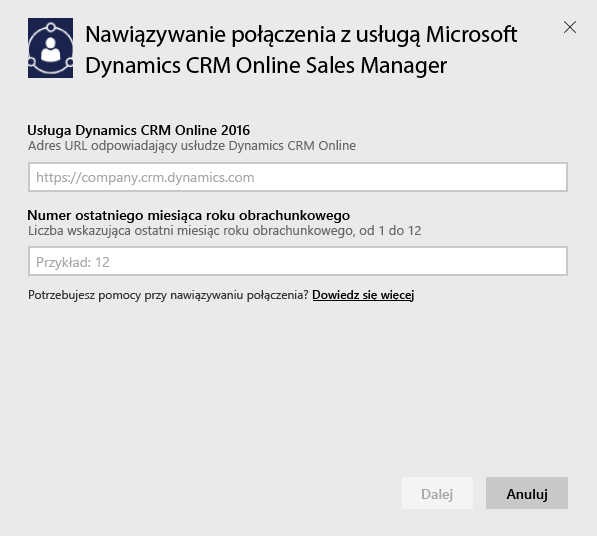 Nawiązywanie połączenia z usługą Microsoft
Dynamics CRM Online Sales Manager
Usługa Dynamics CRM Online 2016
Adres URL odpowiadający usłudze Dynamics CRM Online
https://company.crm.dynamics.com
Numer ostatniego miesiąca roku obrachunkowego
Liczba wskazująca ostatni miesiąc roku obrachunkowego, od 1 do 12
Przykład: 12
Potrzebujesz pomocy przy nawiązywaniu połączenia? Dowiedz się więcej
Dalej Anuluj